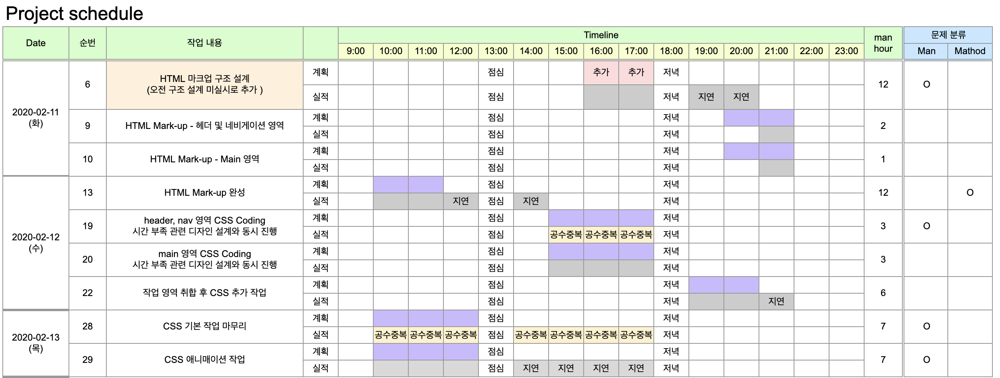 Project schedule
Date 순번 작업 내용 Timeline man hour 문제 분류
9:00 10:00 11:00 12:00 13:00 14:00 15:00 16:00 17:00 18:00 19:00 20:00 21:00 22:00 23:00 Man Mathod
2020-02-11
(화)
6
HTML 마크업 구조 설계
(오전 구조 설계 미실시로 추가 )
계획 점심 추가 추가 저녁
실적 점심 저녁 지연 지연
12 O
9
HTML Mark-up - 헤더 및 네비게이션 영역
계획 점심 저녁
실적 점심 저녁
2
10
HTML Mark-up - Main 영역
계획 점심 저녁
실적 점심 저녁
1
2020-02-12
(수)
13
HTML Mark-up 완성
계획 점심 저녁
실적 지연 점심 지연 저녁
12 O
19
header, nav 영역 CSS Coding
시간 부족 관련 디자인 설계와 동시 진행
계획 점심 저녁
실적 점심 공수중복 공수중복 공수중복 저녁
3 O
20
main 영역 CSS Coding
시간 부족 관련 디자인 설계와 동시 진행
계획 점심 저녁
실적 점심 저녁
3
22
작업 영역 취합 후 CSS 추가 작업
계획 점심 저녁
실적 점심 저녁 지연
6
2020-02-13
(목)
28
CSS 기본 작업 마무리
계획 점심 저녁
실적 공수중복 공수중복 공수중복 점심 공수중복 공수중복 공수중복 공수중복 저녁
7 O
29
CSS 애니매이션 작업
계획 점심 저녁
실적 점심 지연 지연 지연 지연 저녁
7 O